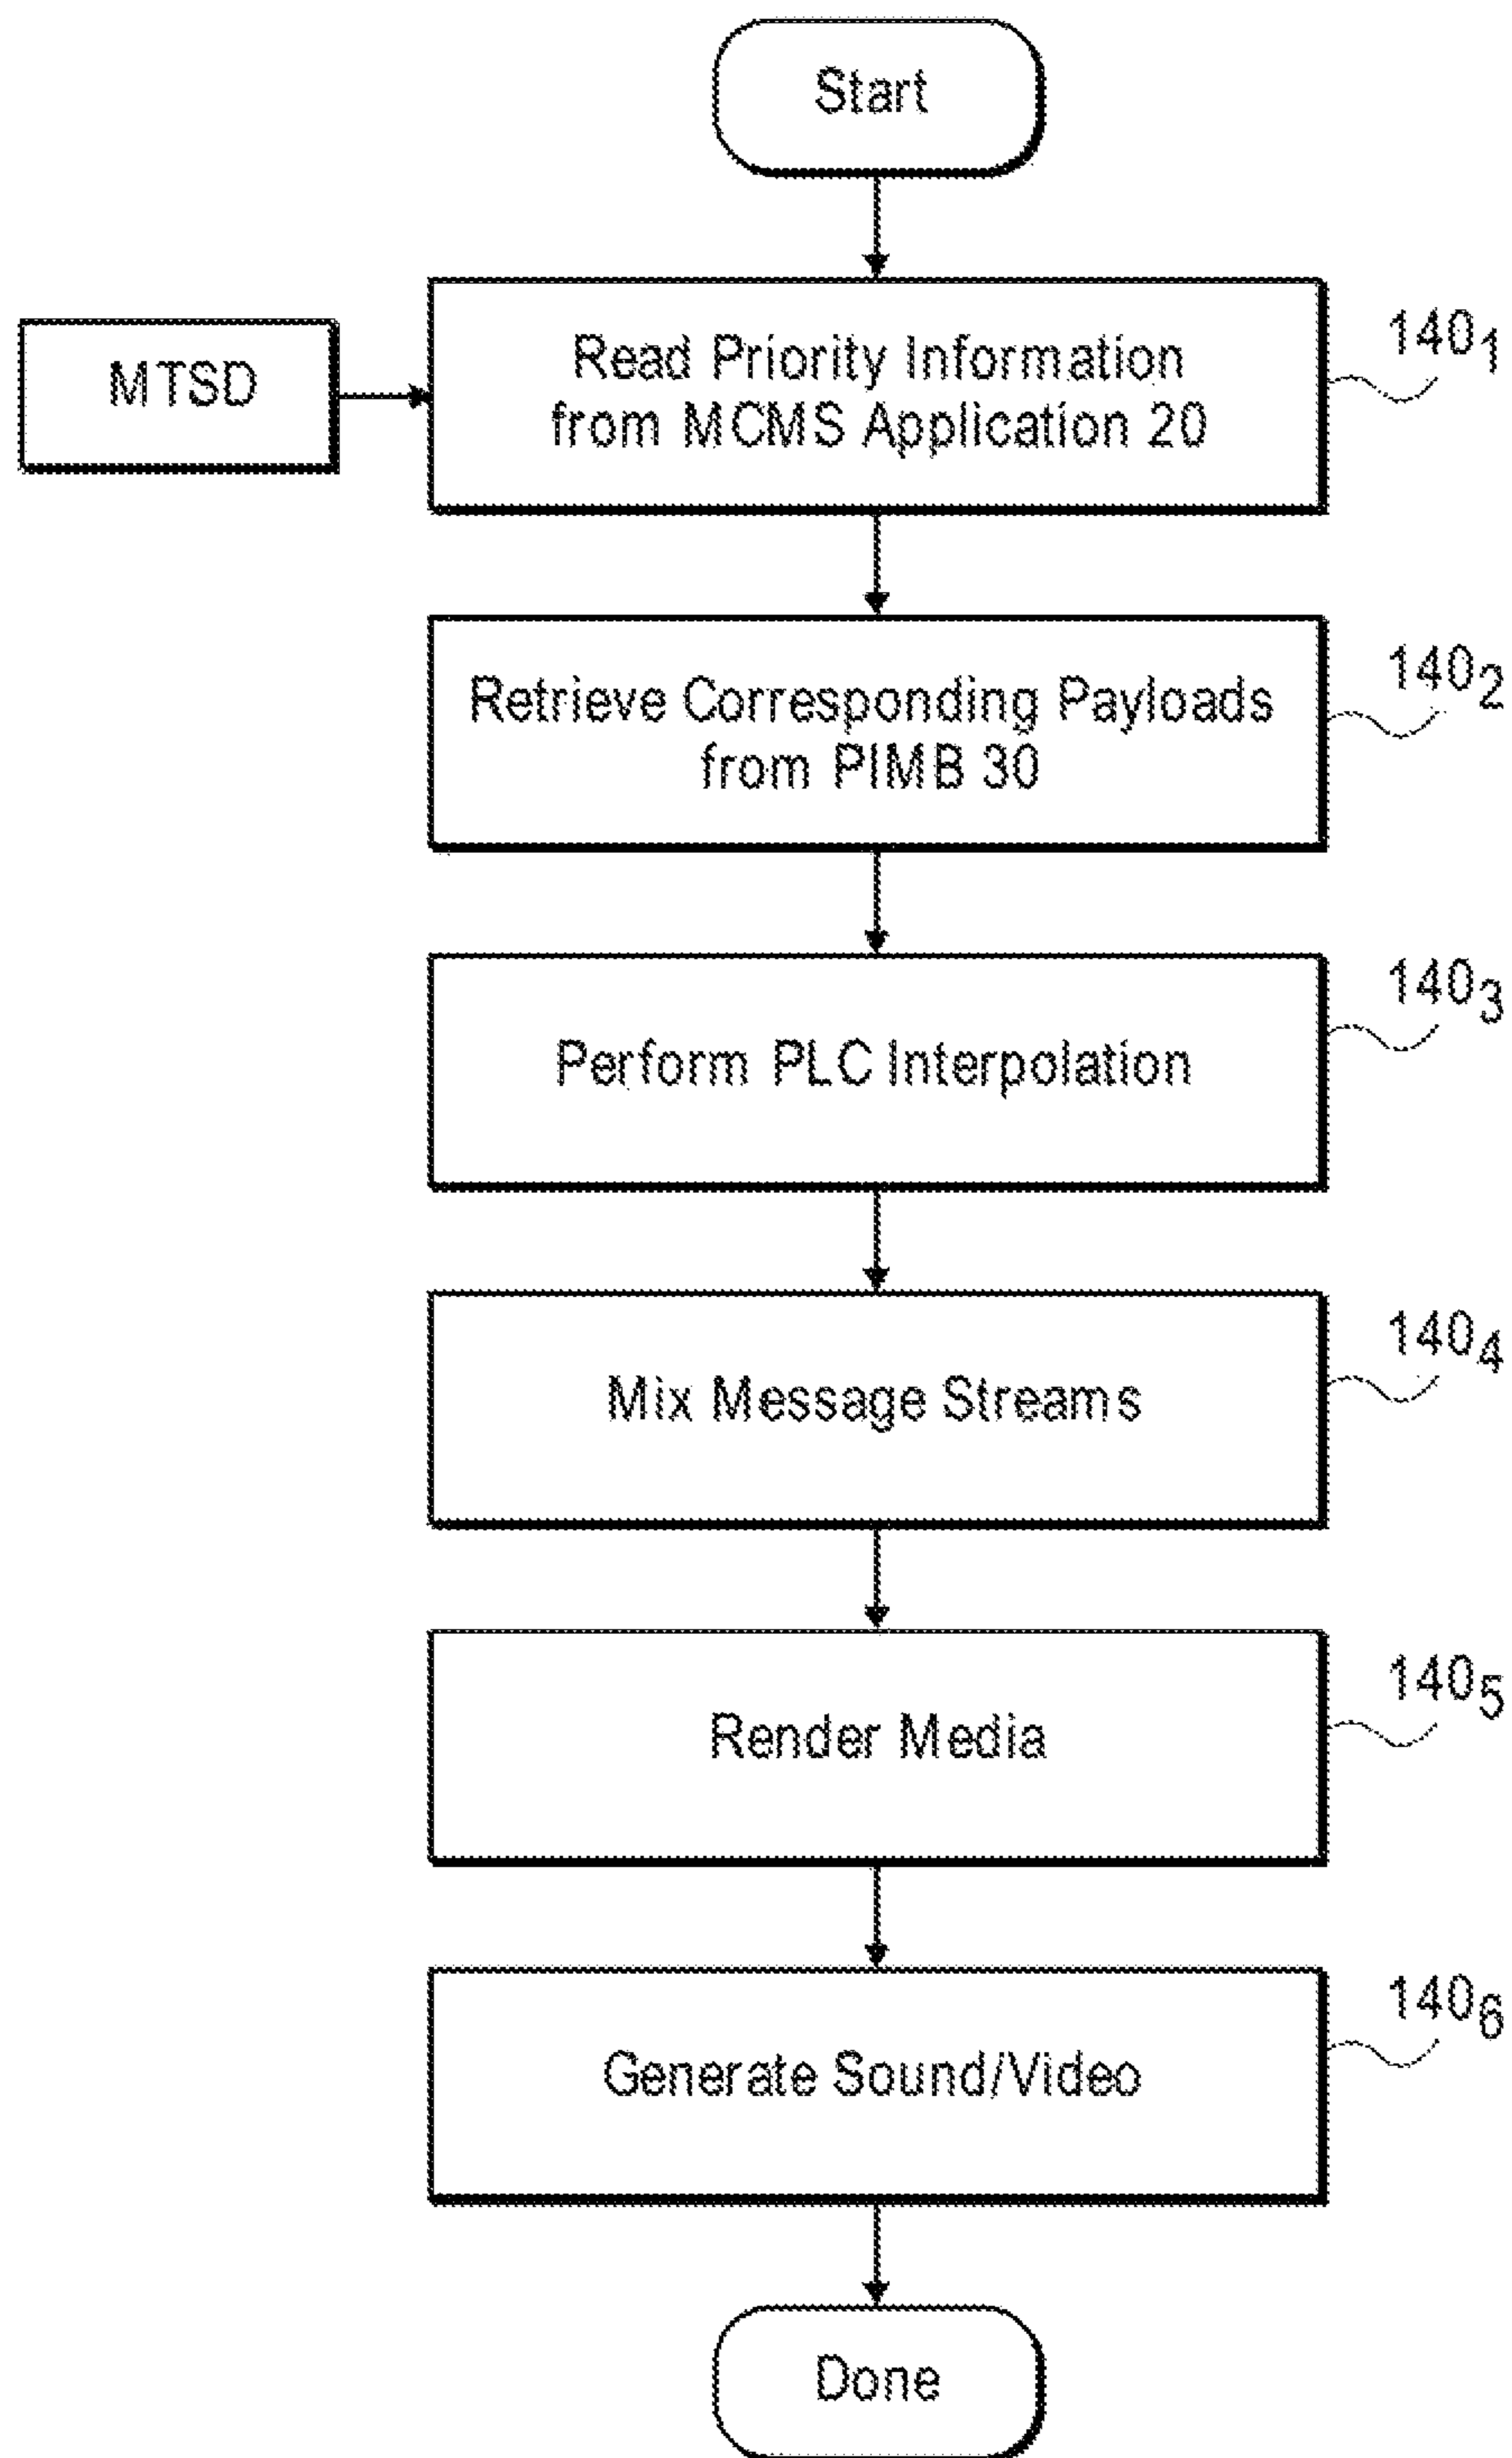 Start
MTSD
Read Priority Information
from MCMS Application 20
140₁
Retrieve Corresponding Payloads
from PIMB 30
140₂
Perform PLC Interpolation
140₃
Mix Message Streams
140₄
Render Media
140₅
Generate Sound/Video
140₆
Done